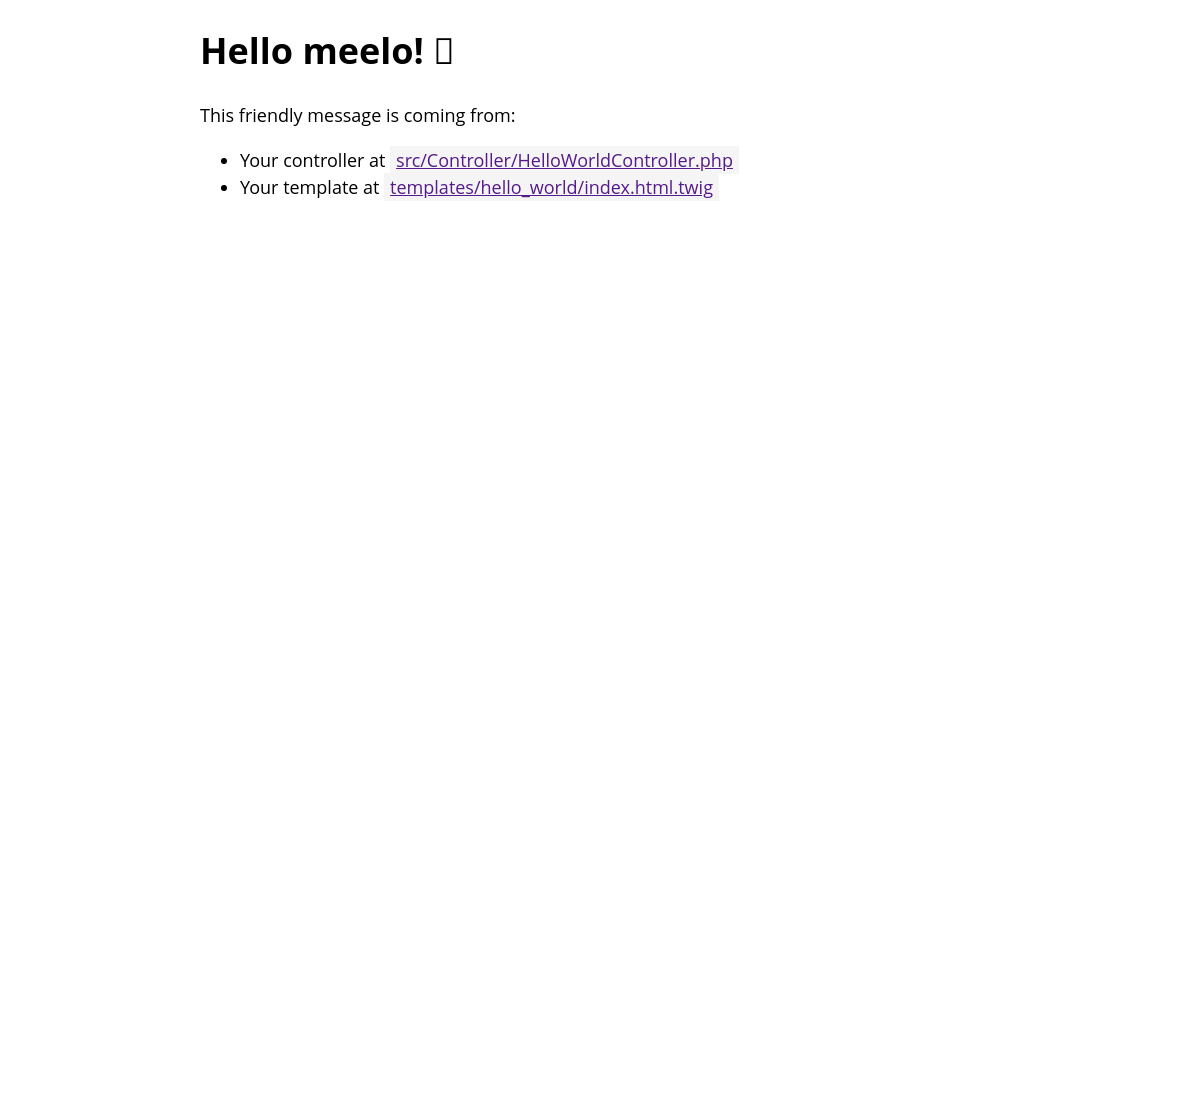 Hello meelo!
This friendly message is coming from:
• Your controller at src/Controller/HelloWorldController.php
• Your template at templates/hello_world/index.html.twig